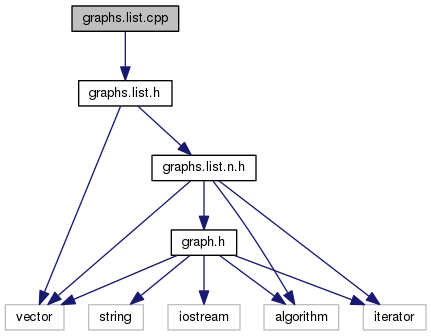 graphs.list.cpp
graphs.list.h
graphs.list.n.h
graph.h
vector
string
iostream
algorithm
iterator